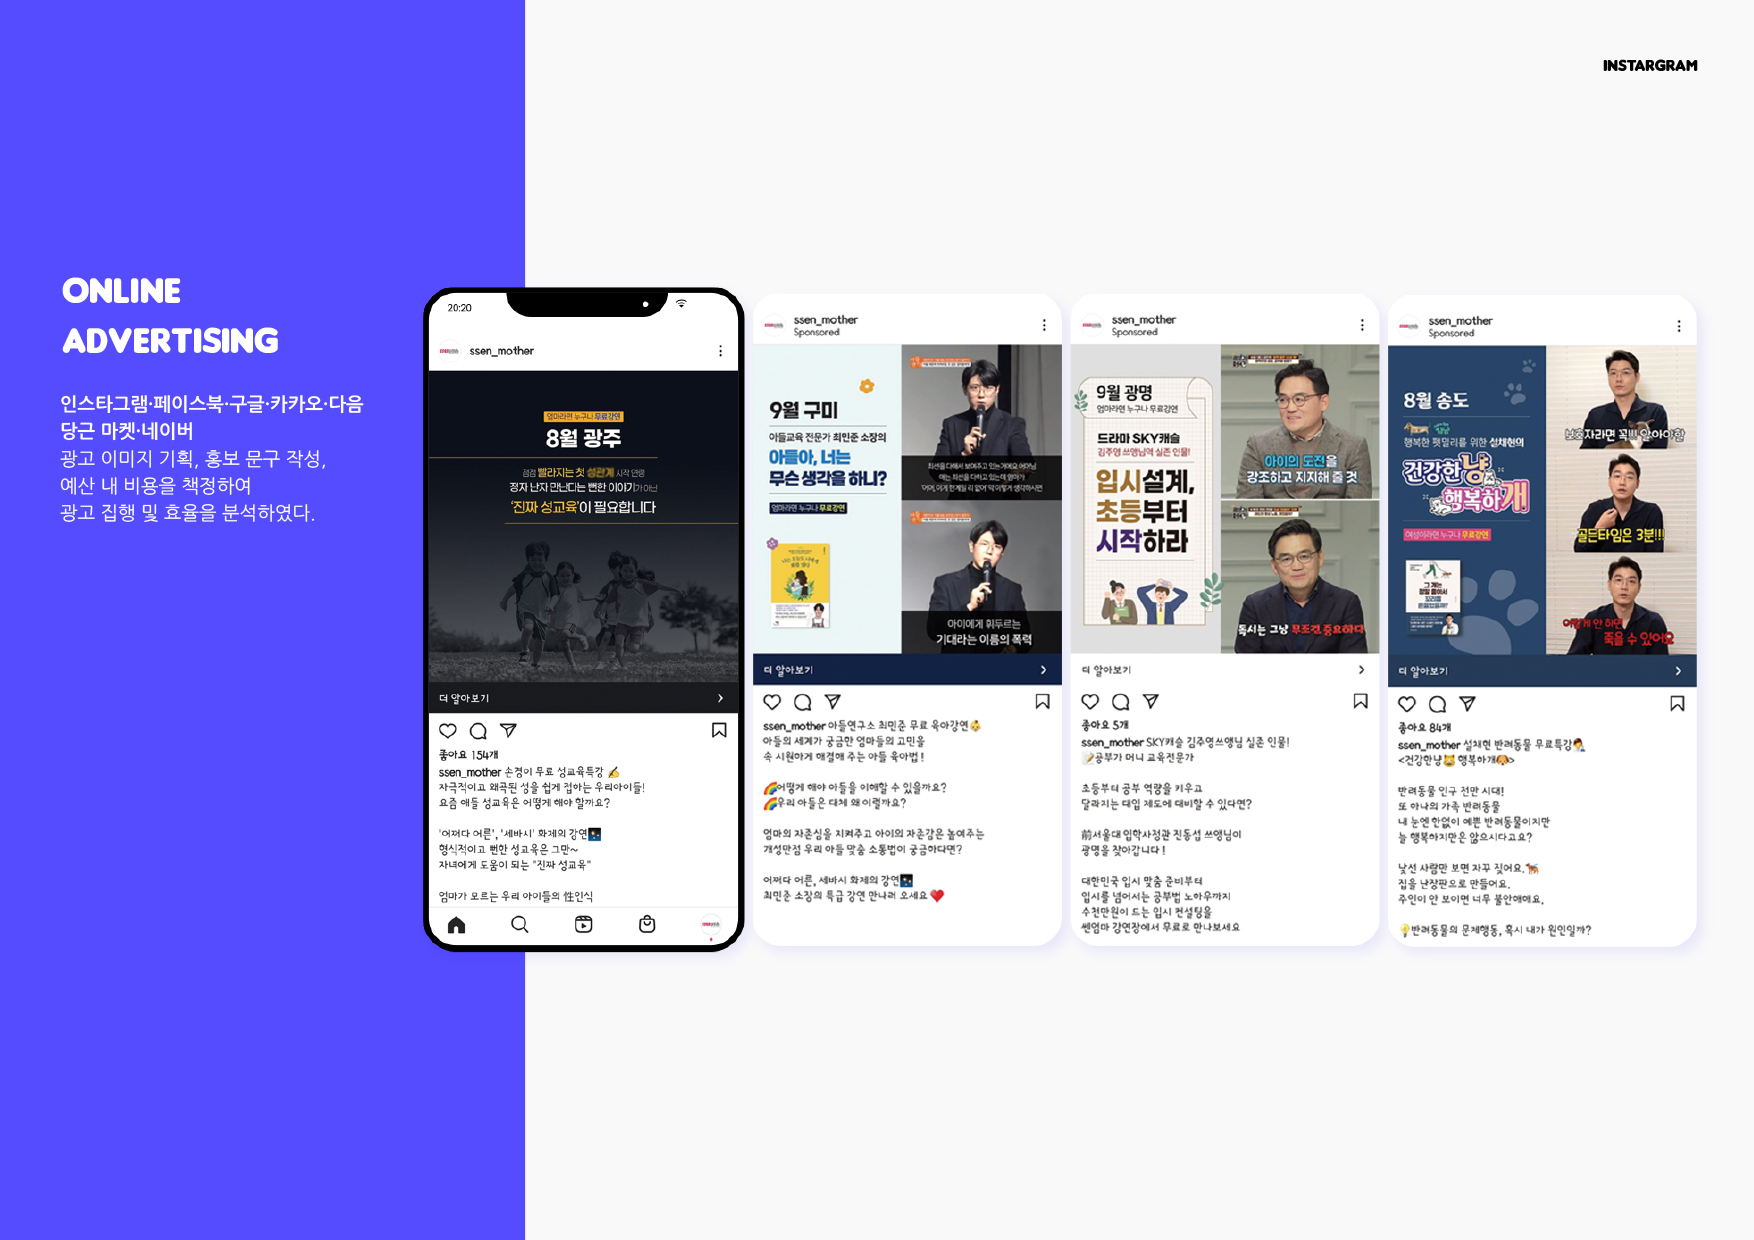 INSTARGRAM
ONLINE
ADVERTISING
인스타그램·페이스북·구글·카카오·다음
당근 마켓·네이버
광고 이미지 기획, 홍보 문구 작성,
예산 내 비용을 책정하여
광고 집행 및 효율을 분석하였다.
20:20
ssen_mother
엄마라면 누구나 무료강연
8월 광주
점점 빨라지는 첫 성관계 시작 연령
정자 난자 만난다는 뻔한 이야기가 아닌
'진짜 성교육'이 필요합니다
더 알아보기
좋아요 154개
ssen_mother 손경이 무료 성교육특강 ✍
자극적이고 왜곡된 성을 쉽게 접하는 우리아이들!
요즘 애들 성교육은 어떻게 해야 할까요?
'어쩌다 어른', '세바시' 화제의 강연🌃
형식적이고 뻔한 성교육은 그만~
자녀에게 도움이 되는 "진짜 성교육"
엄마가 모르는 우리 아이들의 性인식
ssen_mother
Sponsored
9월 구미
아들교육 전문가 최민준 소장의
아들아, 너는
무슨 생각을 하니?
엄마라면 누구나 무료강연
아이에게 휘두르는
기대라는 이름의 폭력
더 알아보기
ssen_mother 아들연구소 최민준 무료 육아강연👶
아들의 세계가 궁금한 엄마들의 고민을
속 시원하게 해결해 주는 아들 육아법!
🌈어떻게 해야 아들을 이해할 수 있을까요?
🌈우리 아들은 대체 왜 이럴까요?
엄마의 자존심을 지켜주고 아이의 자존감은 높여주는
개성만점 우리 아들 맞춤 소통법이 궁금하다면?
어쩌다 어른, 세바시 화제의 강연🌃
최민준 소장의 특급 강연 만나러 오세요 ❤
ssen_mother
Sponsored
9월 광명
엄마라면 누구나 무료강연
드라마 SKY캐슬
김주영 쓰앵님역 실존 인물!
입시설계,
초등부터
시작하라
아이의 도전을
강조하고 지지해 줄 것
독서는 그냥 무조건 중요하다
더 알아보기
좋아요 5개
ssen_mother SKY캐슬 김주영쓰앵님 실존 인물!
📝공부가 머니 교육전문가
초등부터 공부 역량을 키우고
달라지는 대입 제도에 대비할 수 있다면?
前서울대 입학사정관 진동섭 쓰앵님이
광명을 찾아갑니다!
대한민국 입시 맞춤 준비부터
입시를 넘어서는 공부법 노하우까지
수천만원이 드는 입시 컨설팅을
쎈엄마 강연장에서 무료로 만나보세요
ssen_mother
Sponsored
8월 송도
행복한 펫밀리를 위한 설채현의
건강한냥
행복하개
여성이라면 누구나 무료강연
보호자라면 꼭!!! 알아야할
골든타임은 3분!!!
이렇게 안 하면
죽을 수 있어요
더 알아보기
좋아요 84개
ssen_mother 설채현 반려동물 무료특강
<건강한냥🐱 행복하개🐶>
반려동물 인구 천만 시대!
또 하나의 가족 반려동물
내 눈엔 한없이 예쁜 반려동물이지만
늘 행복하지만은 않으시다고요?
낯선 사람만 보면 자꾸 짖어요.🐕
집을 난장판으로 만들어요.
주인이 안 보이면 너무 불안해해요.
💡반려동물의 문제행동, 혹시 내가 원인일까?